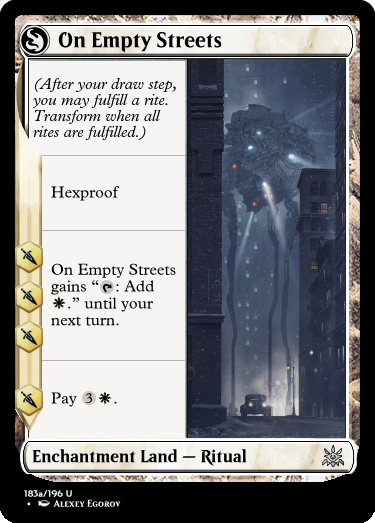 On Empty Streets
(After your draw step,
you may fulfill a rite.
Transform when all
rites are fulfilled.)
Hexproof
On Empty Streets
gains “: Add
.” until your
next turn.
Pay 3.
Enchantment Land — Ritual
183a/196 U
• Alexey Egorov